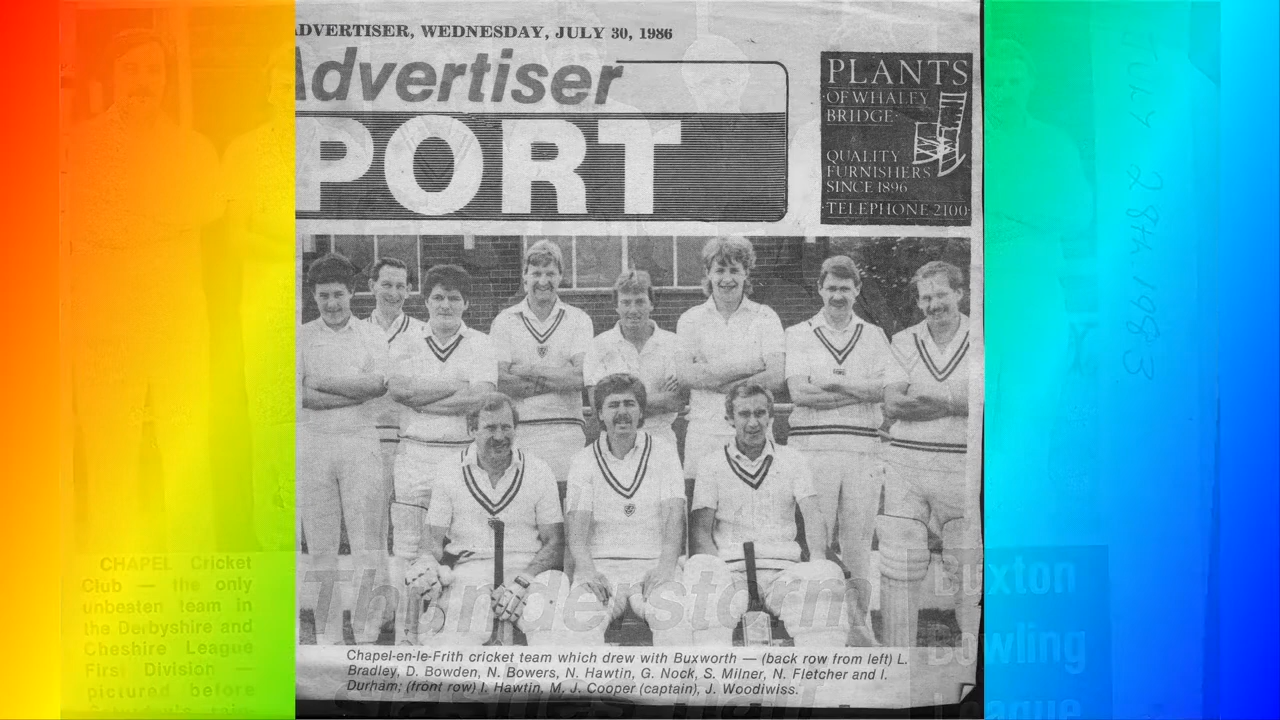 ADVERTISER, WEDNESDAY, JULY 30, 1986
Advertiser
PORT
PLANTS
OF WHALEY
BRIDGE
QUALITY
FURNISHERS
SINCE 1896
TELEPHONE 2100
July 28th 1983
CHAPEL Cricket
Club — the only
unbeaten team in
the Derbyshire and
Cheshire League
First Division —
pictured before
Thunderstorm
Buxton
Bowling
League
Chapel-en-le-Frith cricket team which drew with Buxworth — (back row from left) L.
Bradley, D. Bowden, N. Bowers, N. Hawtin, G. Nock, S. Milner, N. Fletcher and I.
Durham; (front row) I. Hawtin, M. J. Cooper (captain), J. Woodiwiss.